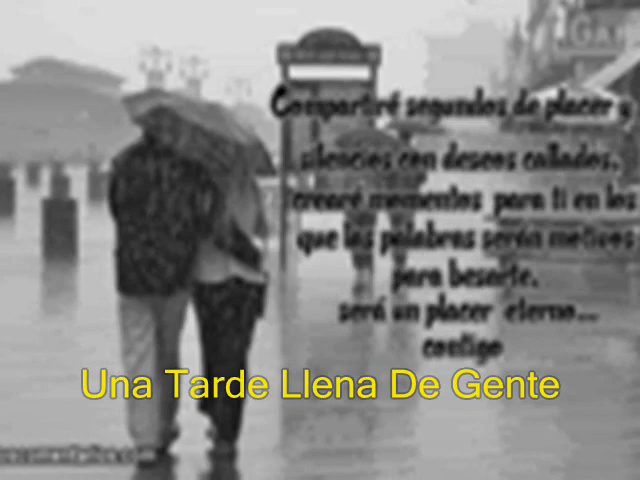 Compartiré segundos de placer y
silencios con deseos callados,
crearé momentos para ti en los
que las palabras serán motivos
para besarte.
será un placer eterno...
contigo
Una Tarde Llena De Gente